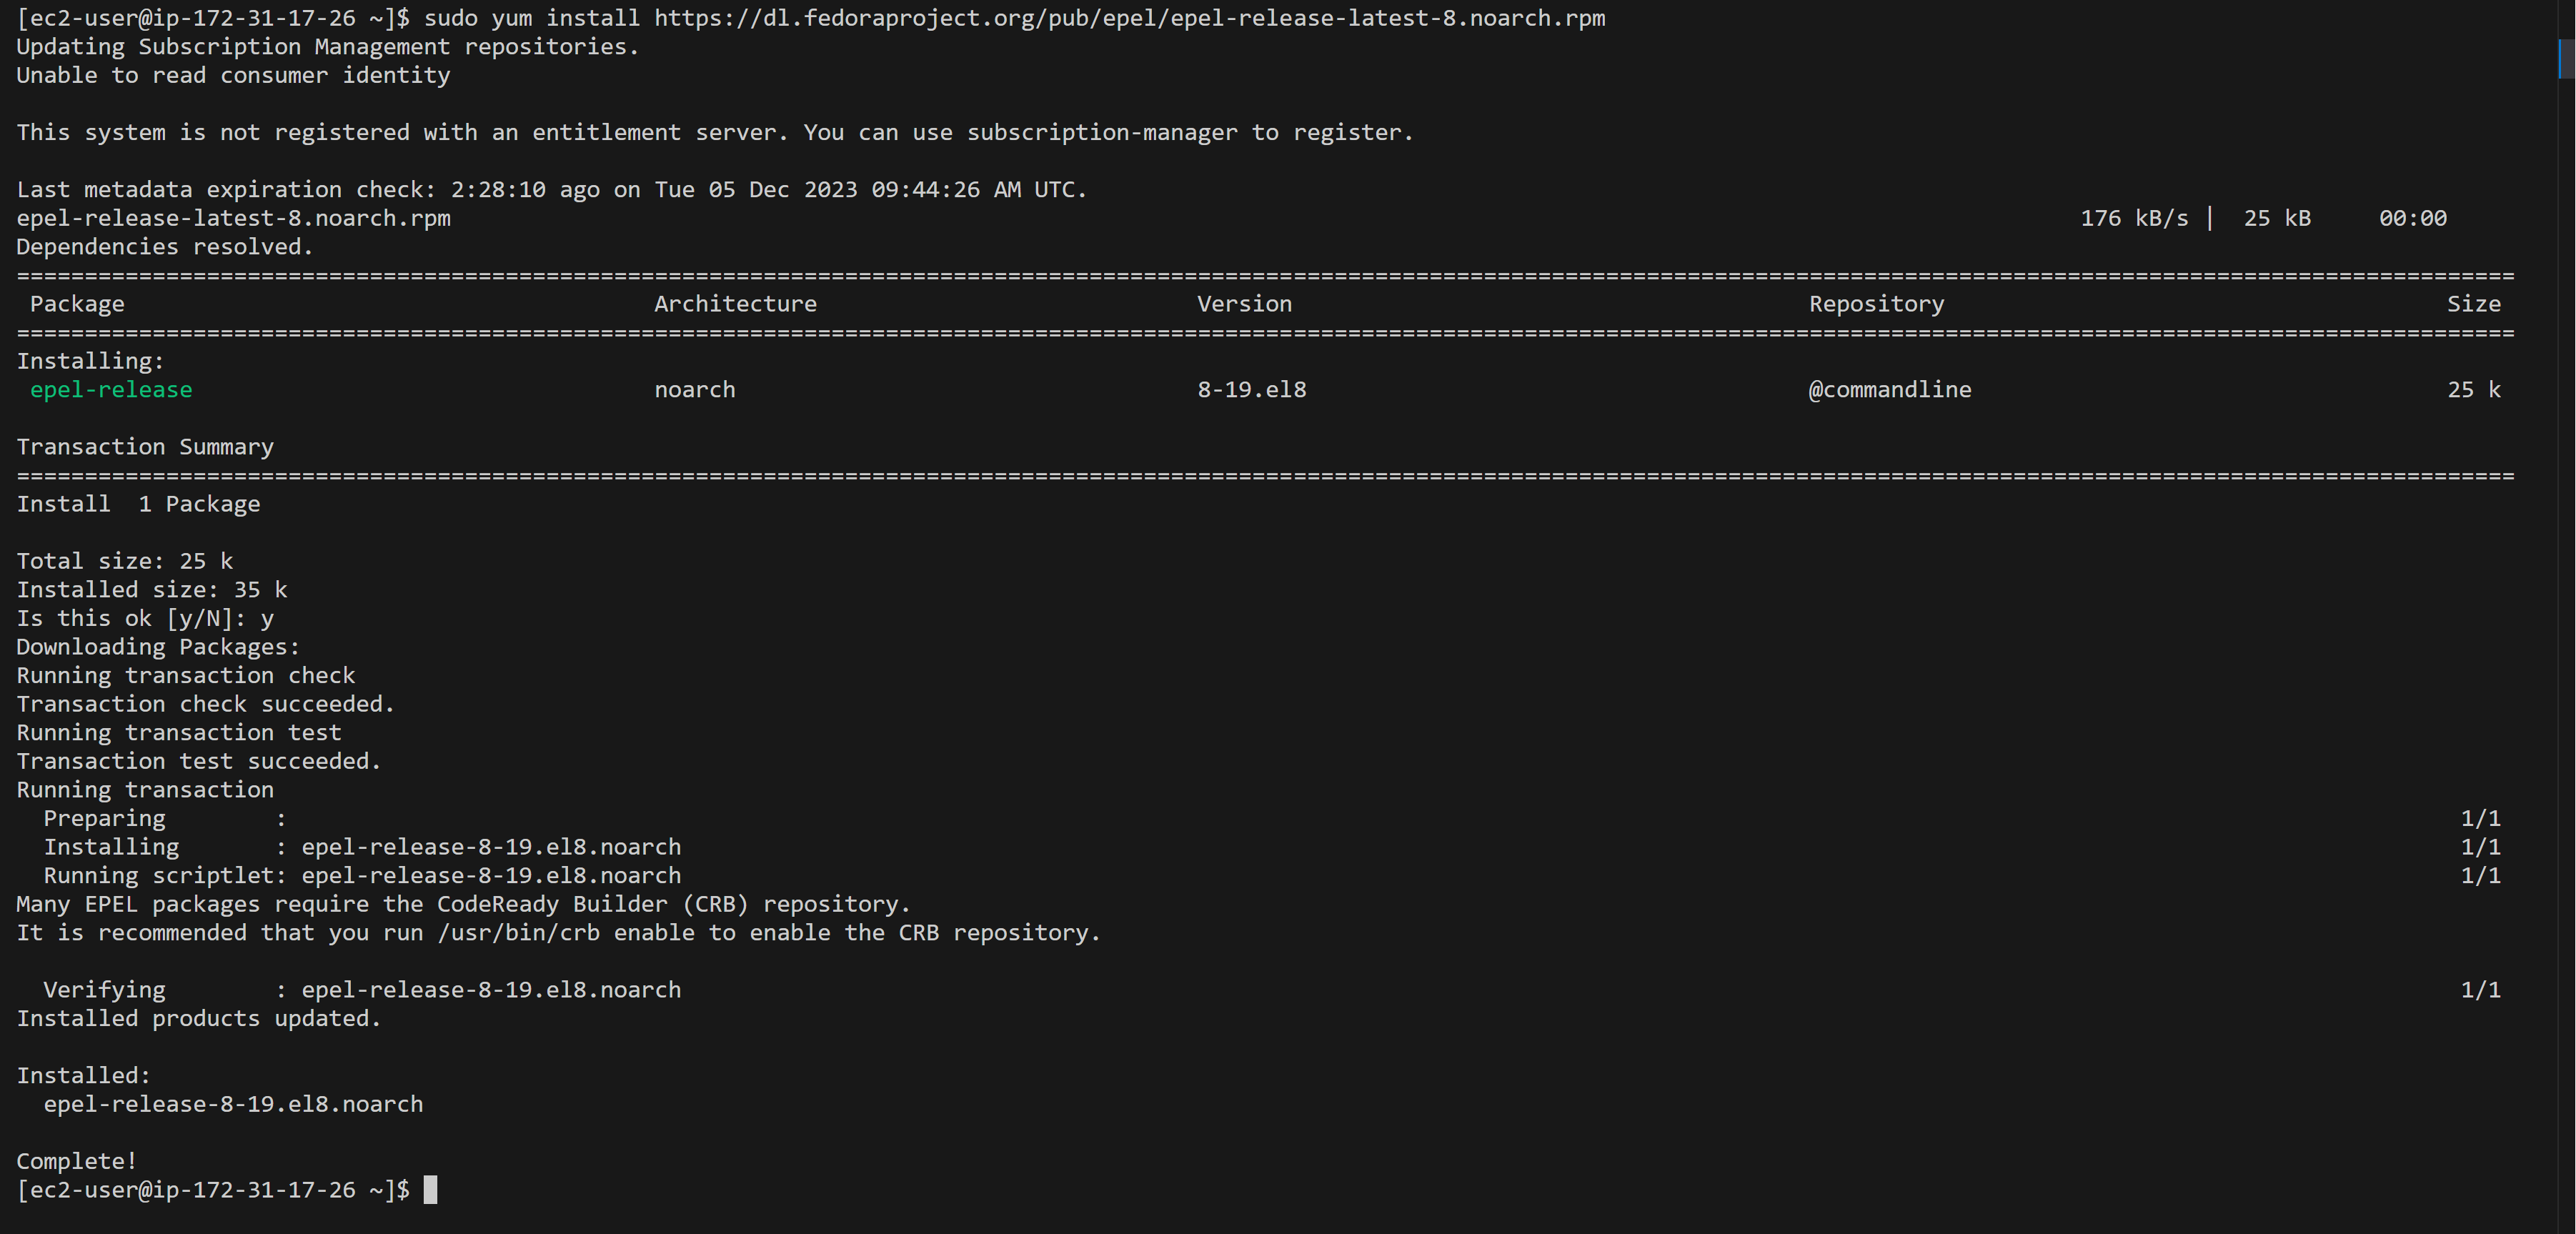 [ec2-user@ip-172-31-17-26 ~]$ sudo yum install https://dl.fedoraproject.org/pub/epel/epel-release-latest-8.noarch.rpm
Updating Subscription Management repositories.
Unable to read consumer identity

This system is not registered with an entitlement server. You can use subscription-manager to register.

Last metadata expiration check: 2:28:10 ago on Tue 05 Dec 2023 09:44:26 AM UTC.
epel-release-latest-8.noarch.rpm 176 kB/s | 25 kB 00:00
Dependencies resolved.
================================================================================
Package Architecture Version Repository Size
================================================================================
Installing:
epel-release noarch 8-19.el8 @commandline 25 k

Transaction Summary
================================================================================
Install 1 Package

Total size: 25 k
Installed size: 35 k
Is this ok [y/N]: y
Downloading Packages:
Running transaction check
Transaction check succeeded.
Running transaction test
Transaction test succeeded.
Running transaction
Preparing : 1/1
Installing : epel-release-8-19.el8.noarch 1/1
Running scriptlet: epel-release-8-19.el8.noarch 1/1
Many EPEL packages require the CodeReady Builder (CRB) repository.
It is recommended that you run /usr/bin/crb enable to enable the CRB repository.

Verifying : epel-release-8-19.el8.noarch 1/1
Installed products updated.

Installed:
epel-release-8-19.el8.noarch

Complete!
[ec2-user@ip-172-31-17-26 ~]$